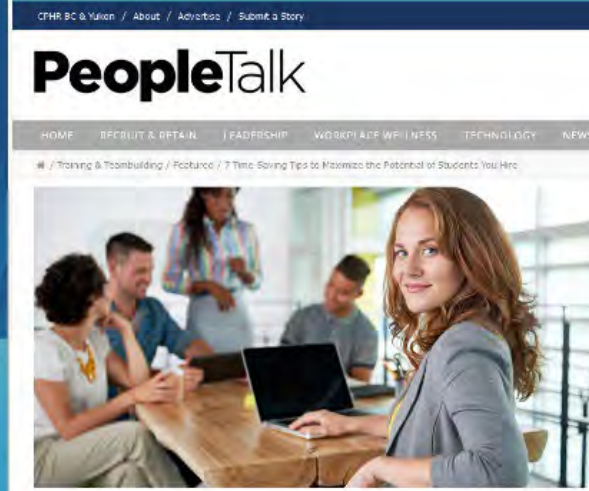 CPHR BC & Yukon / About / Advertise / Submit a Story
PeopleTalk
HOME RECRUIT & RETAIN LEADERSHIP WORKPLACE WELLNESS TECHNOLOGY NEWS
/ Training & Teambuilding / Featured / 7 Time-Saving Tips to Maximize the Potential of Students You Hire